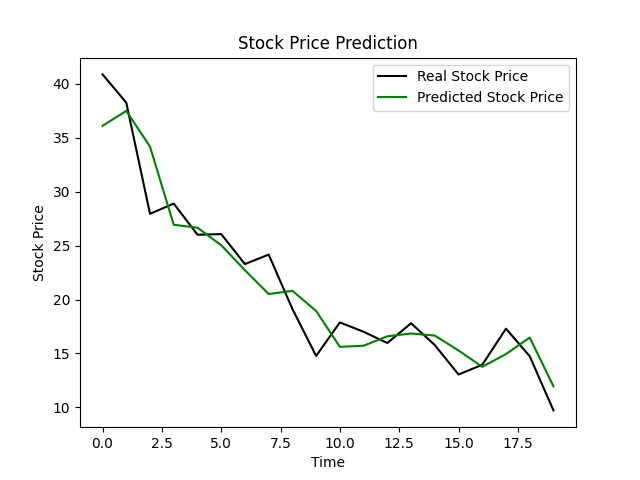 Stock Price Prediction
Real Stock Price
Predicted Stock Price
40
35
30
25
20
15
10
Stock Price
0.0 2.5 5.0 7.5 10.0 12.5 15.0 17.5
Time